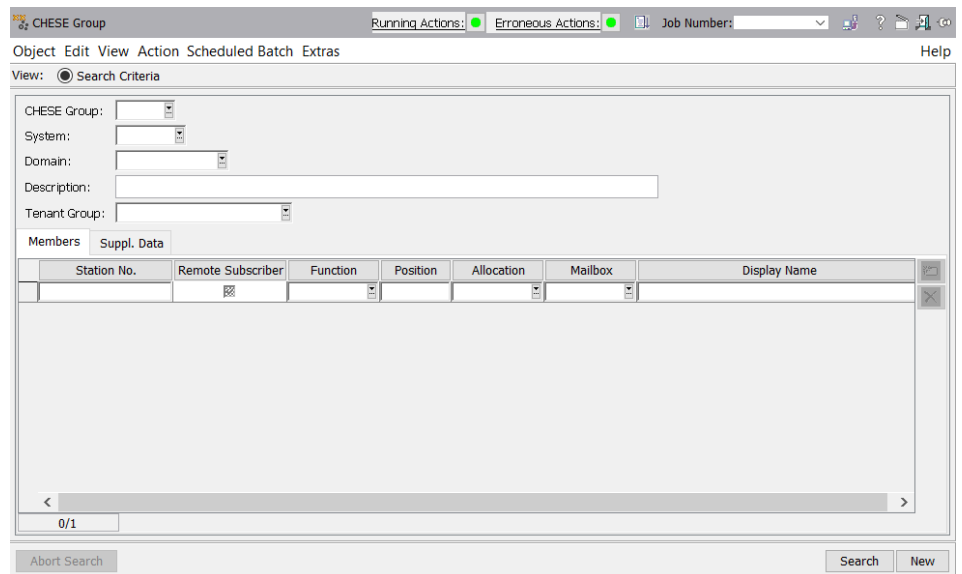 CHESE Group Running Actions: Erroneous Actions: Job Number:
Object Edit View Action Scheduled Batch Extras Help
View: Search Criteria
CHESE Group:
System:
Domain:
Description:
Tenant Group:
Members Suppl. Data
Station No. Remote Subscriber Function Position Allocation Mailbox Display Name
0/1
Abort Search Search New